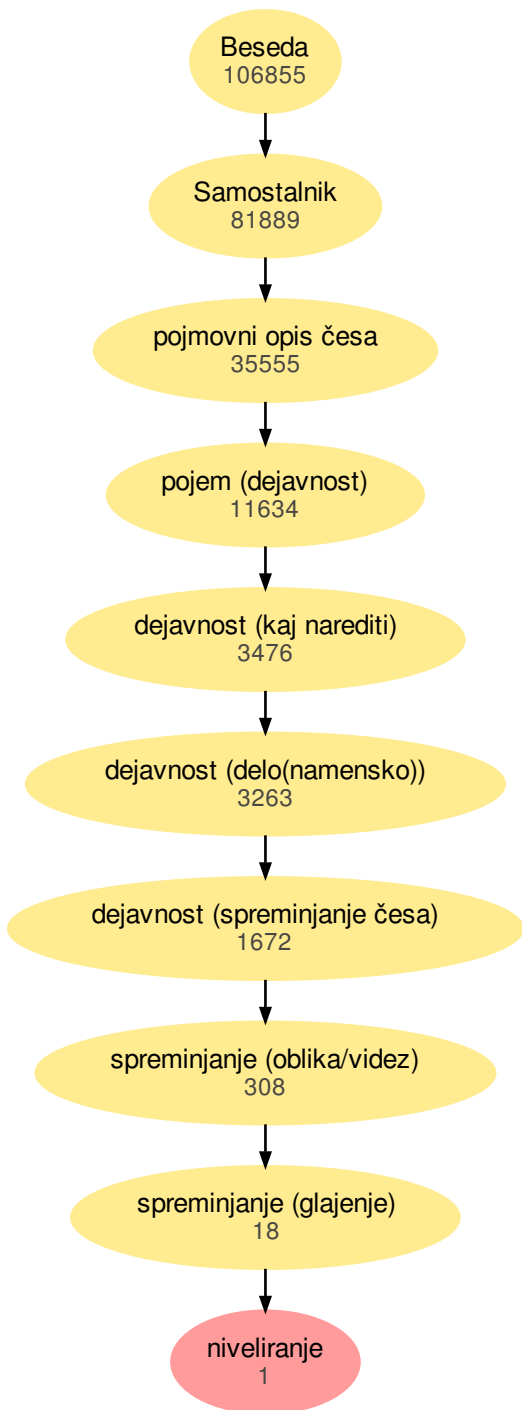 Beseda
106855
Samostalnik
81889
pojmovni opis česa
35555
pojem (dejavnost)
11634
dejavnost (kaj narediti)
3476
dejavnost (delo(namensko))
3263
dejavnost (spreminjanje česa)
1672
spreminjanje (oblika/videz)
308
spreminjanje (glajenje)
18
niveliranje
1